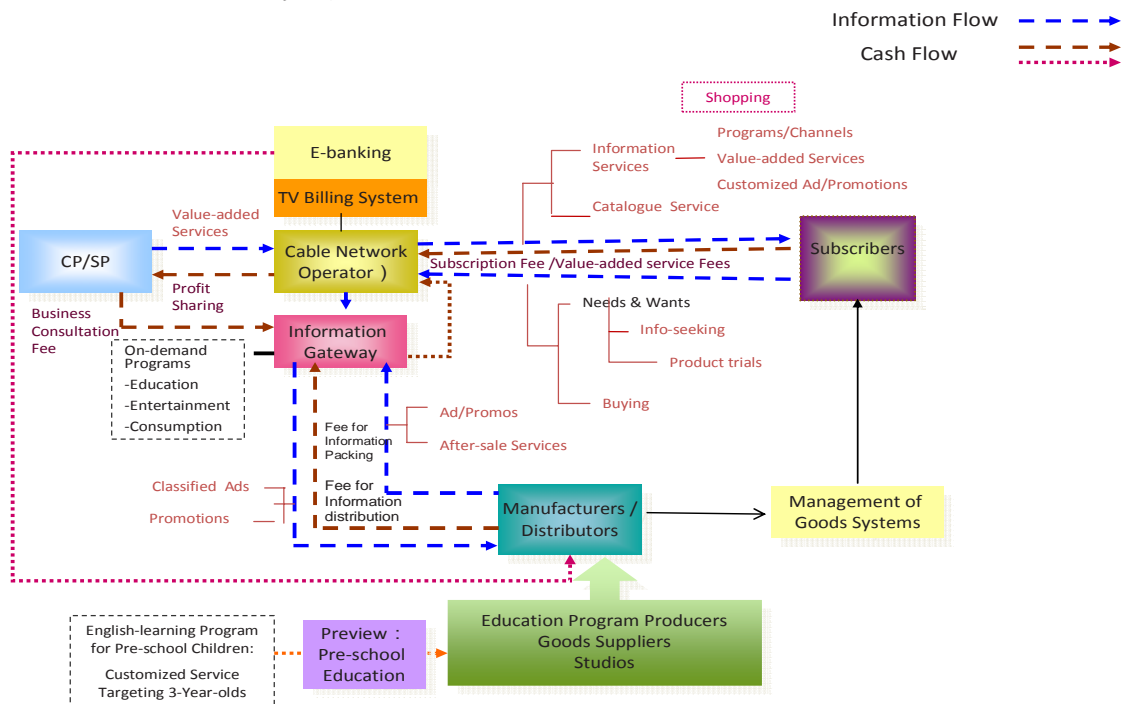 Information Flow
Cash Flow
Shopping
Programs/Channels
Information
Services
Value-added Services
Customized Ad/Promotions
Catalogue Service
E-banking
TV Billing System
Value-added
Services
CP/SP
Cable Network
Operator )
Subscribers
Subscription Fee /Value-added service Fees
Profit
Sharing
Business
Consultation
Fee
Information
Gateway
Needs & Wants
Info-seeking
Product trials
Buying
On-demand
Programs
-Education
-Entertainment
-Consumption
Ad/Promos
After-sale Services
Fee for
Information
Packing
Fee for
Information
distribution
Classified Ads
Promotions
Manufacturers /
Distributors
Management of
Goods Systems
Education Program Producers
Goods Suppliers
Studios
English-learning Program
for Pre-school Children:
Customized Service
Targeting 3-Year-olds
Preview :
Pre-school
Education